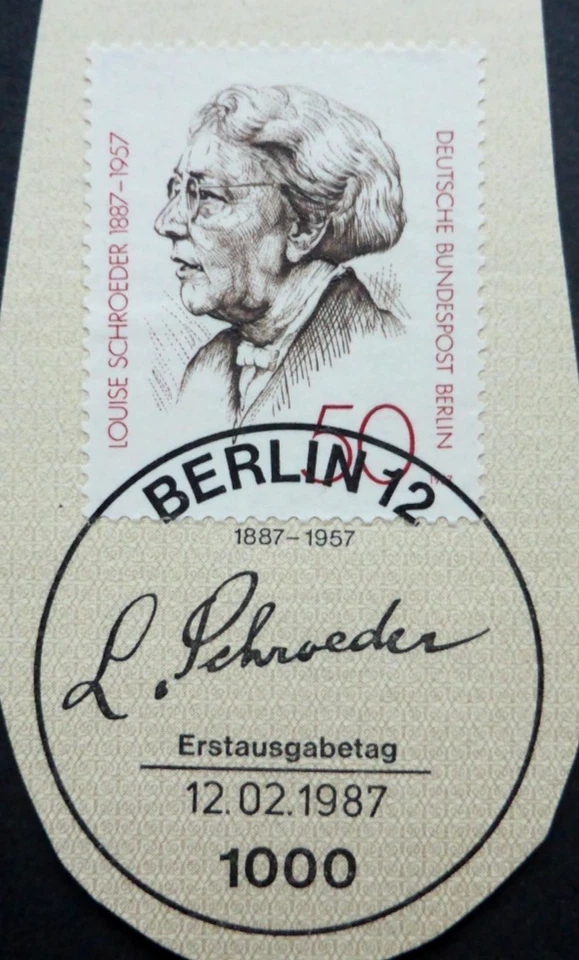 LOUISE SCHROEDER 1887–1957
DEUTSCHE BUNDESPOST BERLIN
50
BERLIN 12
1887–1957
L. Schroeder
Erstausgabetag
12.02.1987
1000